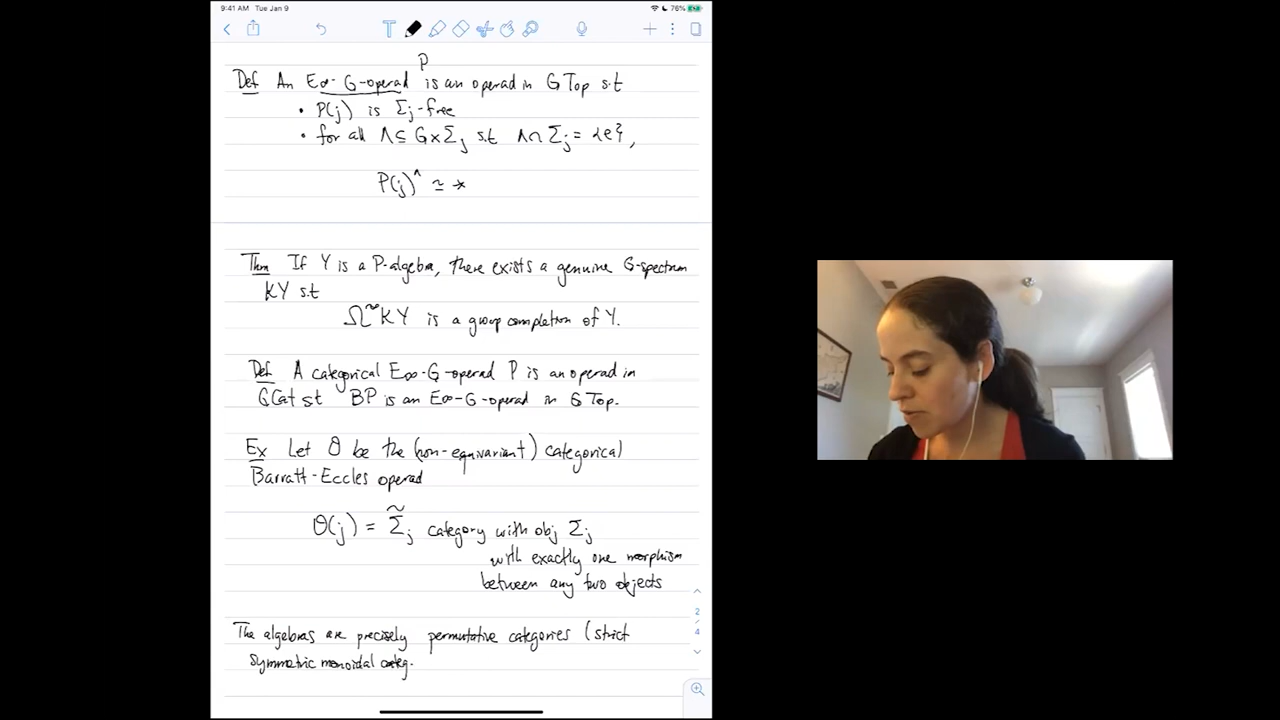 9:41 AM Tue Jan 9
76%
T
P
Def An E∞-G-operad is an operad in GTop s.t
• P(j) is Σj-free
• for all Λ ⊆ G×Σj s.t Λ∩Σj = {e},
P(j)^Λ ≃ *
Thm If Y is a P-algebra, there exists a genuine G-spectrum
KY s.t
Ω^∞KY is a group completion of Y.
Def A categorical E∞-G-operad P is an operad in
GCat st BP is an E∞-G-operad in GTop.
Ex Let O be the (non-equivariant) categorical
Barratt-Eccles operad
O(j) = Σ̃j category with obj Σj
with exactly one morphism
between any two objects
The algebras are precisely permutative categories (strict
symmetric monoidal categ.
2
/
4